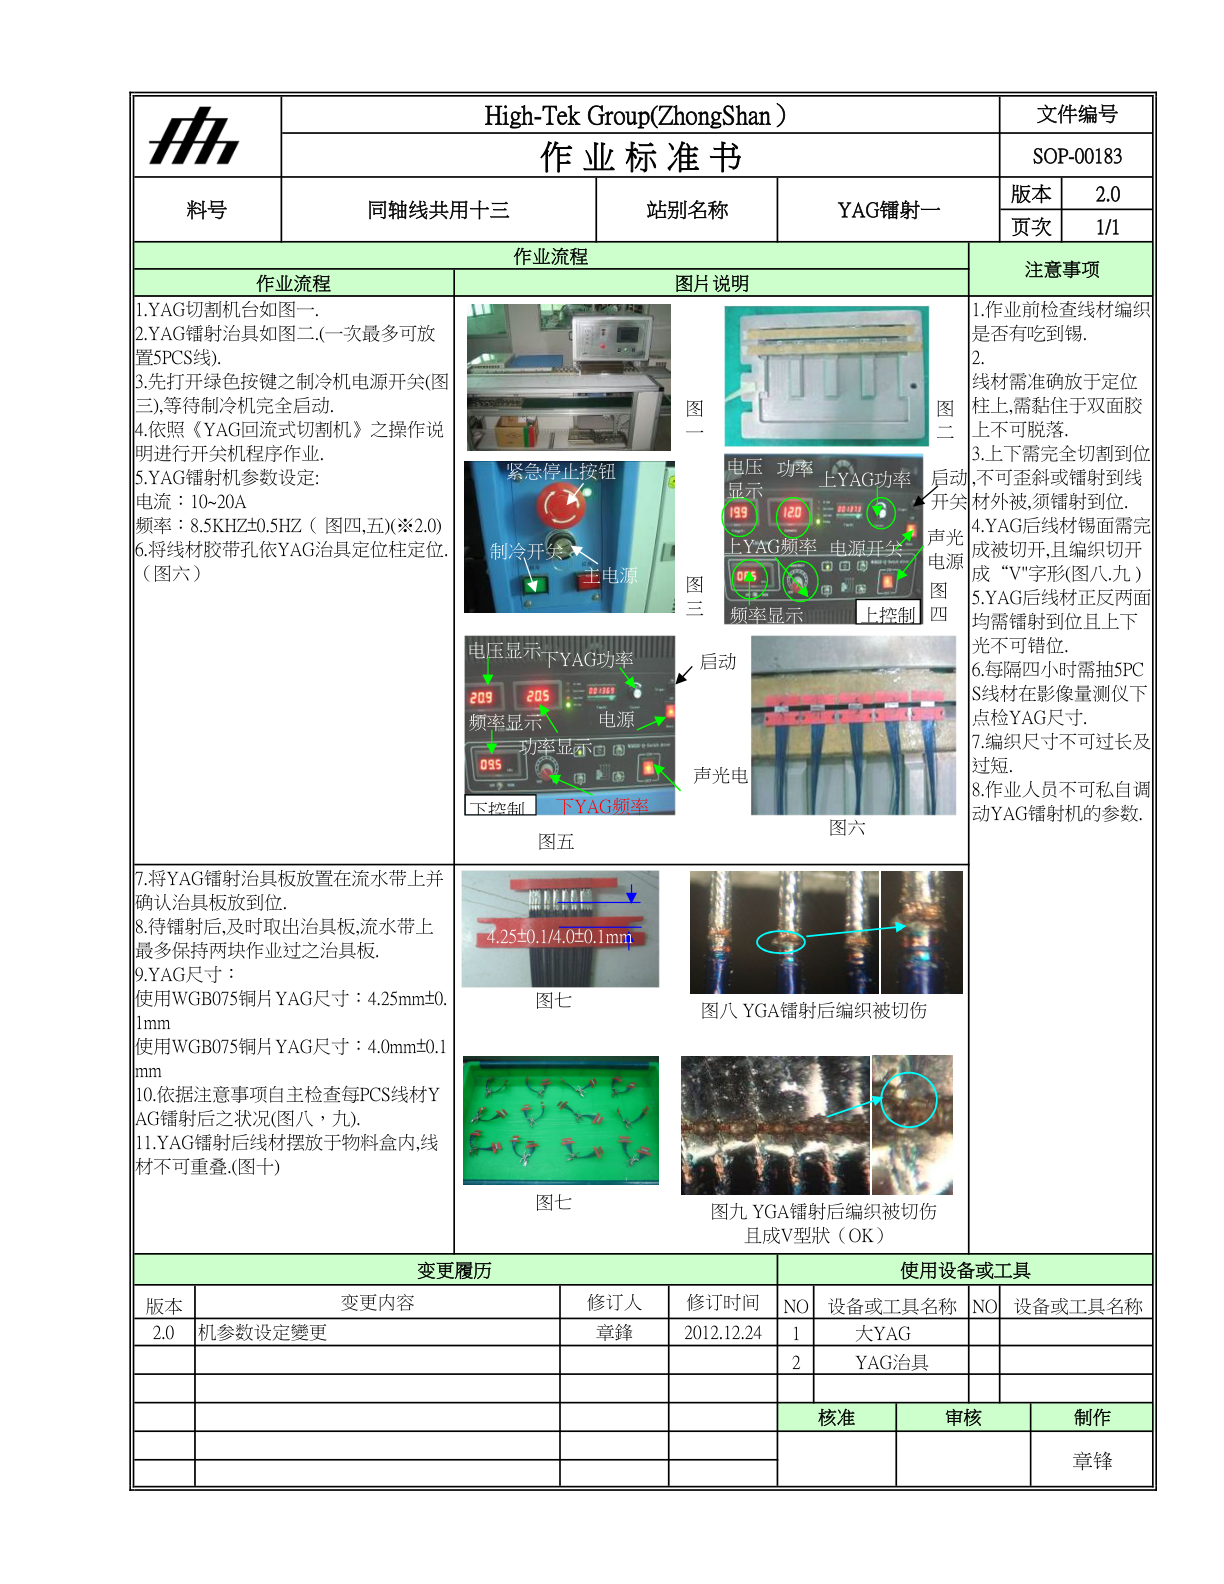 High-Tek Group(ZhongShan）
文件编号
作 业 标 准 书
SOP-00183
料号
同轴线共用十三
站别名称
YAG镭射一
版本
2.0
页次
1/1
作业流程
注意事项
作业流程
图片说明
1.YAG切割机台如图一.
2.YAG镭射治具如图二.(一次最多可放
置5PCS线).
3.先打开绿色按键之制冷机电源开关(图
三),等待制冷机完全启动.
4.依照《YAG回流式切割机》之操作说
明进行开关机程序作业.
5.YAG镭射机参数设定:
电流：10~20A
频率：8.5KHZ±0.5HZ（ 图四,五)(※2.0)
6.将线材胶带孔依YAG治具定位柱定位.
（图六）
图
一
图
二
紧急停止按钮
制冷开关
主电源
图
三
电压
显示
功率
上YAG功率
启动
开关
19.9
12.0
上YAG频率
电源开关
声光
电源
频率显示
上控制
图
四
电压显示
下YAG功率
启动
20.9
20.5
频率显示
电源
功率显示
09.5
声光电
下控制
下YAG频率
图五
图六
1.作业前检查线材编织
是否有吃到锡.
2.
线材需准确放于定位
柱上,需黏住于双面胶
上不可脱落.
3.上下需完全切割到位
,不可歪斜或镭射到线
材外被,须镭射到位.
4.YAG后线材锡面需完
成被切开,且编织切开
成“V"字形(图八.九 )
5.YAG后线材正反两面
均需镭射到位且上下
光不可错位.
6.每隔四小时需抽5PC
S线材在影像量测仪下
点检YAG尺寸.
7.编织尺寸不可过长及
过短.
8.作业人员不可私自调
动YAG镭射机的参数.
7.将YAG镭射治具板放置在流水带上并
确认治具板放到位.
8.待镭射后,及时取出治具板,流水带上
最多保持两块作业过之治具板.
9.YAG尺寸：
使用WGB075铜片YAG尺寸：4.25mm±0.
1mm
使用WGB075铜片YAG尺寸：4.0mm±0.1
mm
10.依据注意事项自主检查每PCS线材Y
AG镭射后之状况(图八，九).
11.YAG镭射后线材摆放于物料盒内,线
材不可重叠.(图十)
4.25±0.1/4.0±0.1mm
图七
图八 YGA镭射后编织被切伤
图七
图九 YGA镭射后编织被切伤
且成V型狀（OK）
变更履历
使用设备或工具
版本
变更内容
修订人
修订时间
NO
设备或工具名称
NO
设备或工具名称
2.0
机参数设定變更
章鋒
2012.12.24
1
大YAG
2
YAG治具
核准
审核
制作
章锋